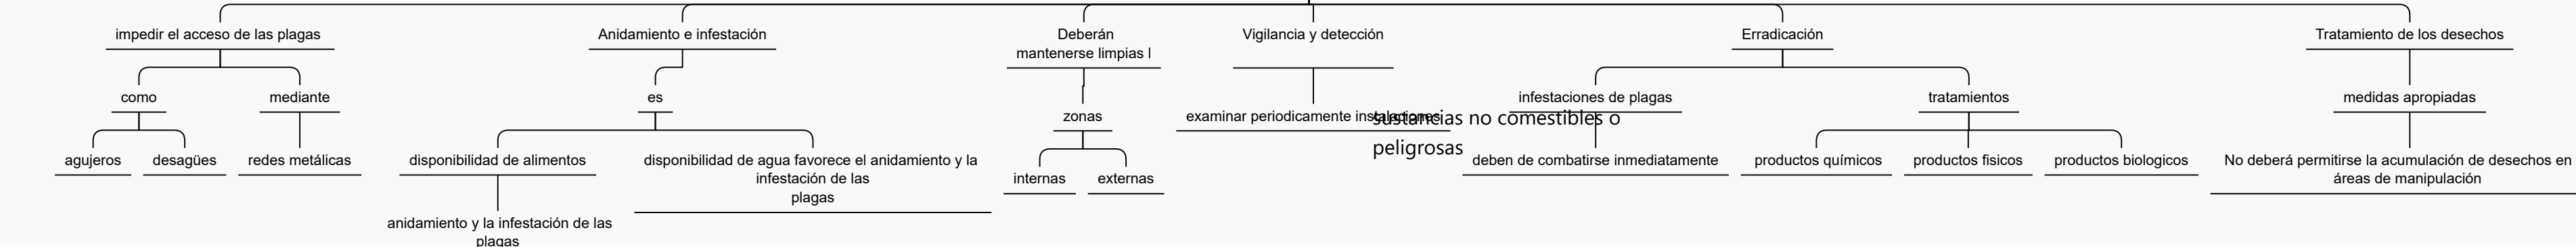 impedir el acceso de las plagas
Anidamiento e infestación
Deberán
mantenerse limpias l
Vigilancia y detección
Erradicación
Tratamiento de los desechos
como
mediante
es
zonas
examinar periodicamente instalaciones
sustancias no comestibles o
peligrosas
infestaciones de plagas
tratamientos
medidas apropiadas
agujeros
desagües
redes metálicas
disponibilidad de alimentos
disponibilidad de agua favorece el anidamiento y la
infestación de las
plagas
internas
externas
deben de combatirse inmediatamente
productos químicos
productos fisicos
productos biologicos
No deberá permitirse la acumulación de desechos en
áreas de manipulación
anidamiento y la infestación de las
plagas